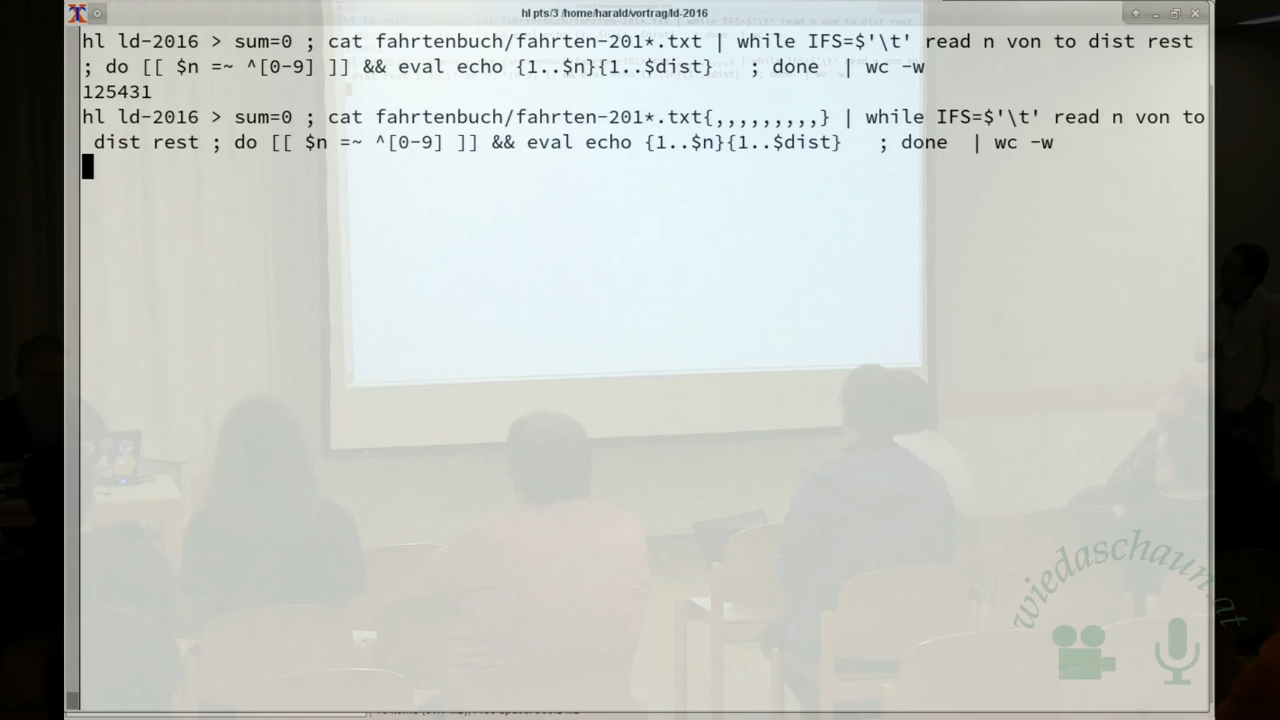 hl pts/3 /home/harald/vortrag/ld-2016
hl ld-2016 > sum=0 ; cat fahrtenbuch/fahrten-201*.txt | while IFS=$'\t' read n von to dist rest
; do [[ $n =~ ^[0-9] ]] && eval echo {1..$n}{1..$dist}   ; done  | wc -w
125431
hl ld-2016 > sum=0 ; cat fahrtenbuch/fahrten-201*.txt{,,,,,,,,,} | while IFS=$'\t' read n von to
 dist rest ; do [[ $n =~ ^[0-9] ]] && eval echo {1..$n}{1..$dist}   ; done  | wc -w
wiedaschaun.at